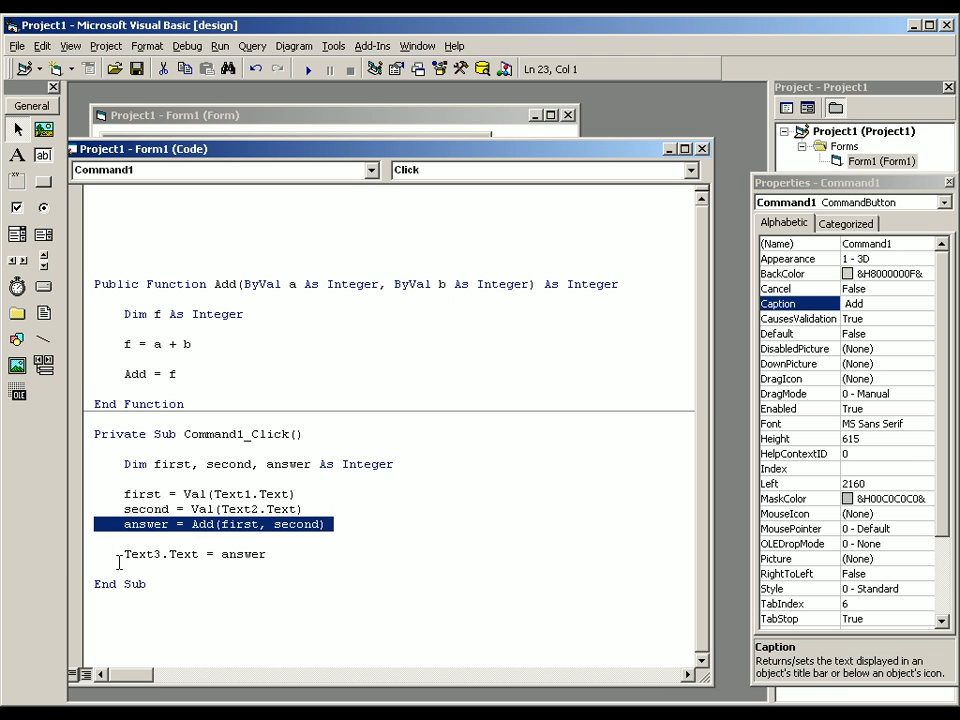 Project1 - Microsoft Visual Basic [design]
File Edit View Project Format Debug Run Query Diagram Tools Add-Ins Window Help
Ln 23, Col 1
General
A
ab|
xy
OLE
Project1 - Form1 (Form)
Project1 - Form1 (Code)
Command1
Click
Public Function Add(ByVal a As Integer, ByVal b As Integer) As Integer
Dim f As Integer
f = a + b
Add = f
End Function
Private Sub Command1_Click()
Dim first, second, answer As Integer
first = Val(Text1.Text)
second = Val(Text2.Text)
answer = Add(first, second)
Text3.Text = answer
End Sub
Project - Project1
Project1 (Project1)
Forms
Form1 (Form1)
Properties - Command1
Command1 CommandButton
Alphabetic Categorized
(Name) Command1
Appearance 1 - 3D
BackColor &H8000000F&
Cancel False
Caption Add
CausesValidation True
Default False
DisabledPicture (None)
DownPicture (None)
DragIcon (None)
DragMode 0 - Manual
Enabled True
Font MS Sans Serif
Height 615
HelpContextID 0
Index
Left 2160
MaskColor &H00C0C0C0&
MouseIcon (None)
MousePointer 0 - Default
OLEDropMode 0 - None
Picture (None)
RightToLeft False
Style 0 - Standard
TabIndex 6
TabStop True
Caption
Returns/sets the text displayed in an
object's title bar or below an object's icon.